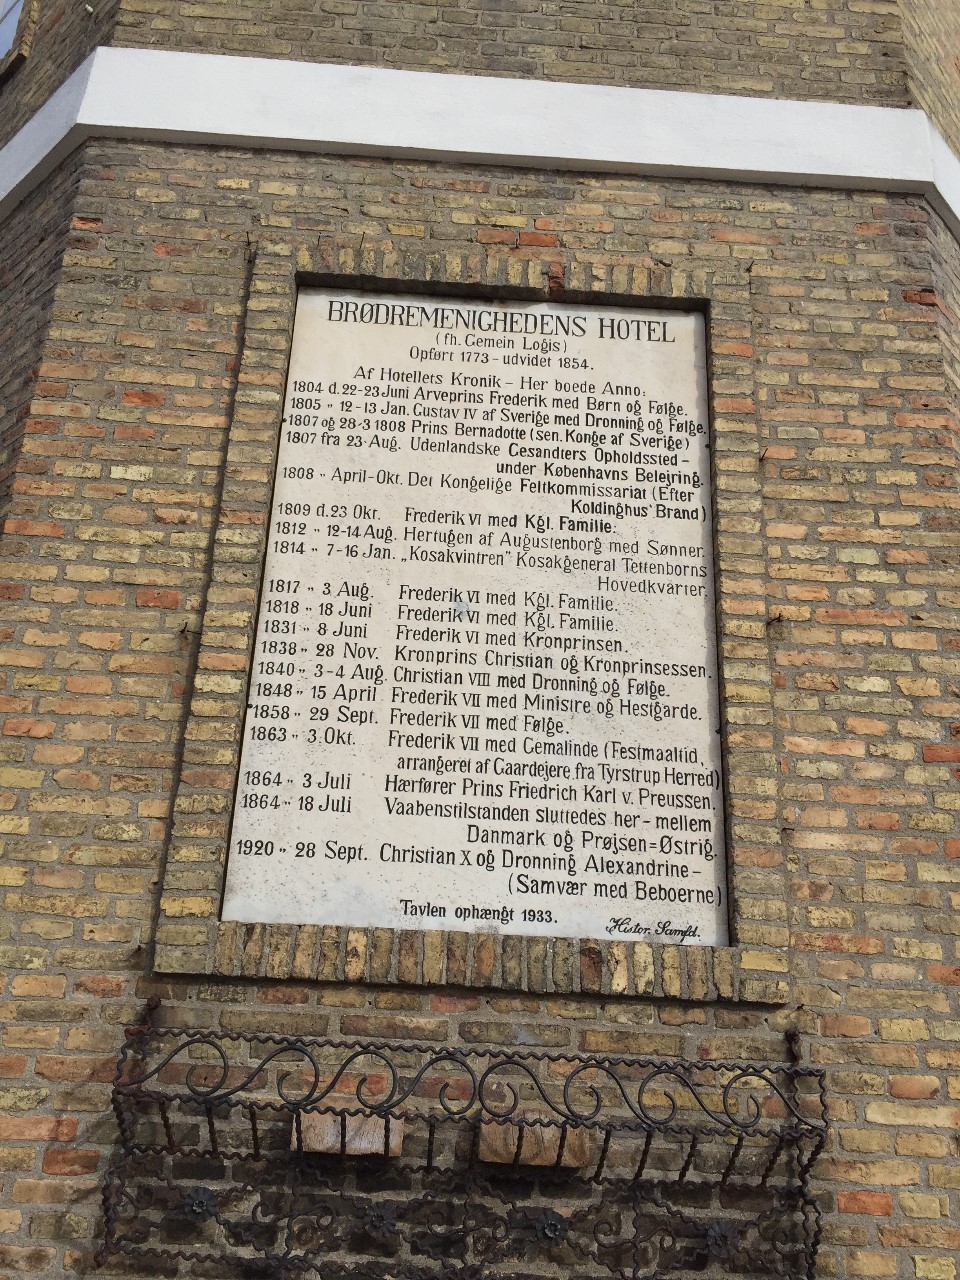 BRØDREMENIGHEDENS HOTEL
(fh. Gemein Logis)
Opført 1773 - udvidet 1854.
Af Hotellets Kronik - Her boede Anno:
1804 d. 22-23 Juni Arveprins Frederik med Børn og Følge.
1805 " 12-13 Jan. Gustav IV af Sverige med Dronning og Følge.
1807 og 28-3 1808 Prins Bernadotte (sen. Konge af Sverige)
1807 fra 23. Aug. Udenlandske Cesandters Opholdssted -
under Københavns Belejring.
1808 " April - Okt. Det Kongelige Feltkommissariat (Efter
Koldinghus' Brand)
1809 d. 23 Okt. Frederik VI med Kgl. Familie.
1812 " 12-14 Aug. Hertugen af Augustenborg med Sønner.
1814 " 7-16 Jan. „Kosakvintren" Kosakgeneral Tettenborns
Hovedkvarter.
1817 " 3 Aug. Frederik VI med Kgl. Familie.
1818 " 18 Juni Frederik VI med Kgl. Familie.
1831 " 8 Juni Frederik VI med Kronprinsen.
1838 " 28 Nov. Kronprins Christian og Kronprinsessen.
1840 " 3-4 Aug. Christian VIII med Dronning og Følge.
1848 " 15 April Frederik VII med Ministre og Hestgarde.
1858 " 29 Sept. Frederik VII med Følge.
1863 " 3. Okt. Frederik VII med Gemalinde (Festmaaltid,
arrangeret af Gaardejere fra Tyrstrup Herred)
1864 " 3 Juli Hærfører Prins Friedrich Karl v. Preussen.
1864 " 18 Juli Vaabenstilstanden sluttedes her - mellem
Danmark og Prøjsen = Østrig.
1920 " 28 Sept. Christian X og Dronning Alexandrine -
(Samvær med Beboerne)
Tavlen ophængt 1933. Histor. Samfd.